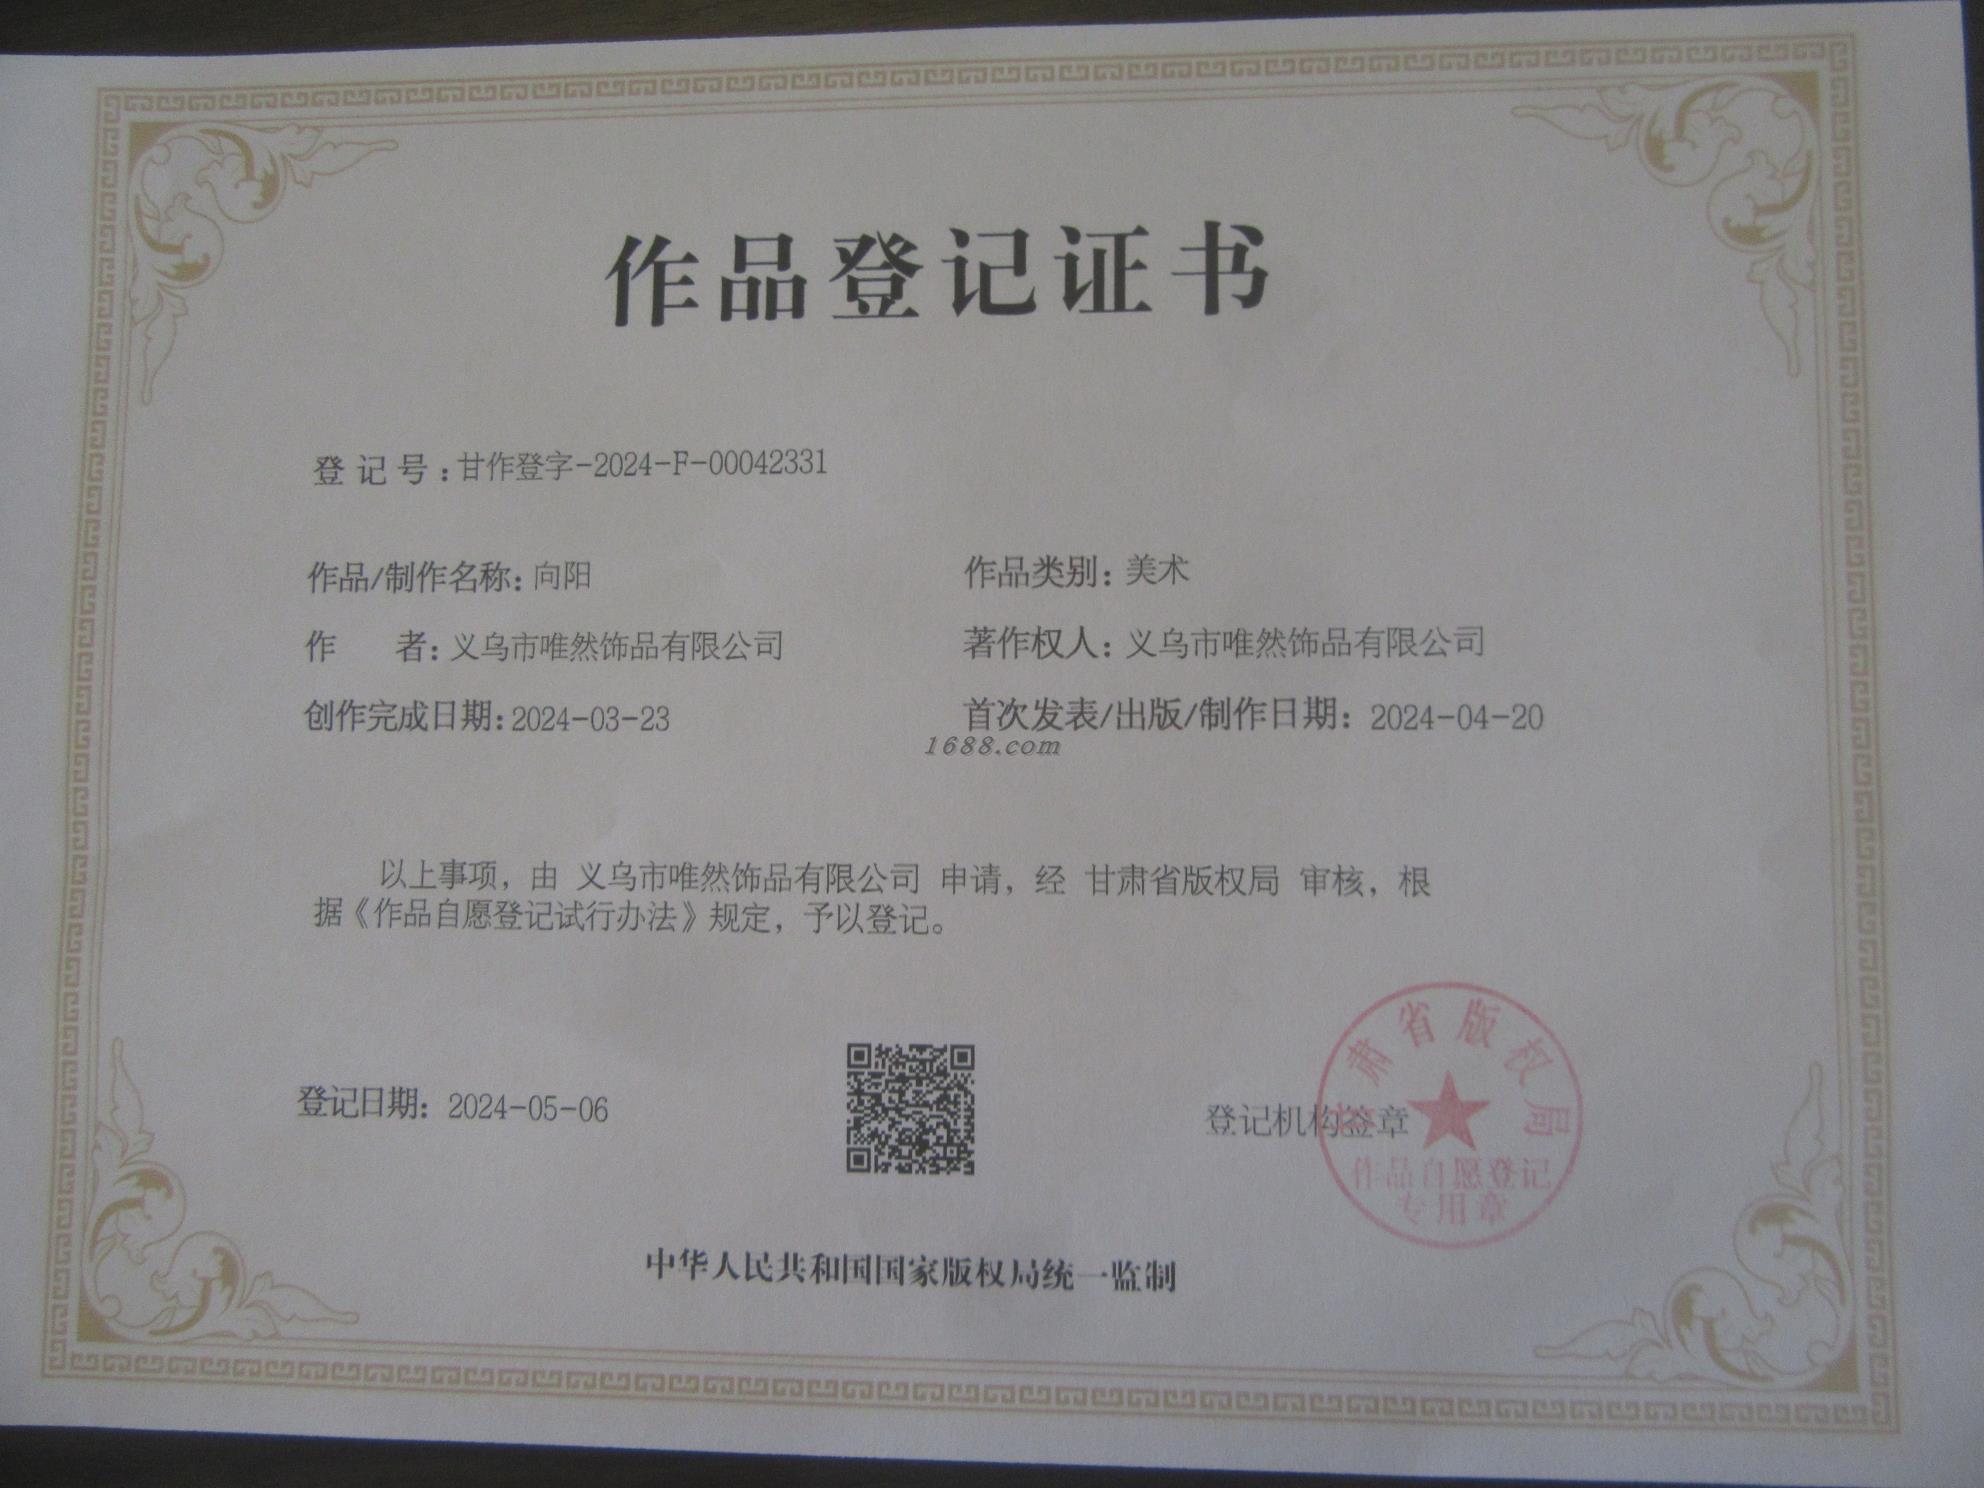 作品登记证书
登 记 号：甘作登字-2024-F-00042331
作品/制作名称：向阳
作品类别：美术
作 者：义乌市唯然饰品有限公司
著作权人：义乌市唯然饰品有限公司
创作完成日期：2024-03-23
首次发表/出版/制作日期：2024-04-20
1688.com
以上事项，由 义乌市唯然饰品有限公司 申请，经 甘肃省版权局 审核，根
据《作品自愿登记试行办法》规定，予以登记。
登记日期：2024-05-06
登记机构签章
甘肃省版权局
作品自愿登记
专用章
中华人民共和国国家版权局统一监制